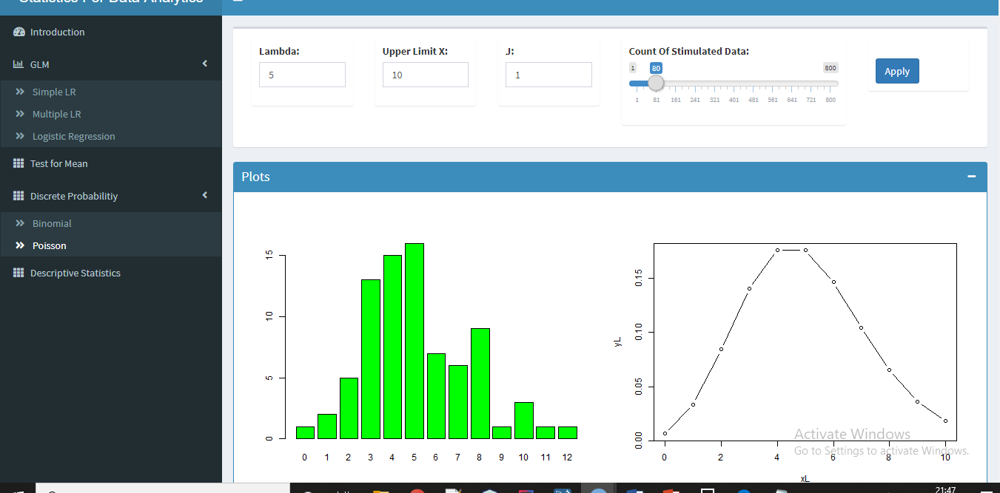 Statistics For Data Analytics
Introduction
GLM
Simple LR
Multiple LR
Logistic Regression
Test for Mean
Discrete Probabilitiy
Binomial
Poisson
Descriptive Statistics
Lambda: Upper Limit X: J: Count Of Stimulated Data:
1 80 800
5 10 1 Apply
1 81 161 241 321 401 481 561 641 721 800
Plots
15
10
5
0
0 1 2 3 4 5 6 7 8 9 10 11 12
0.15
0.10
0.05
0.00
yL
0 2 4 6 8 10
xL
Activate Windows
Go to Settings to activate Windows.
21:47